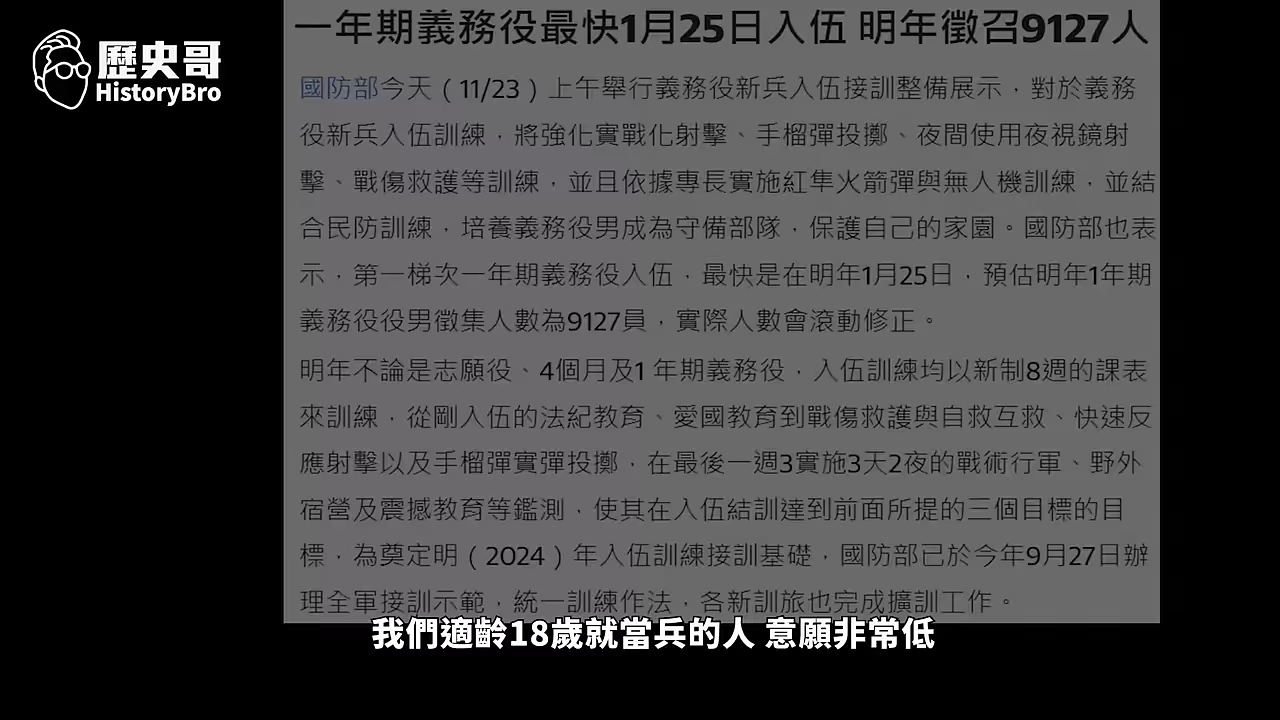 一年期義務役最快1月25日入伍 明年徵召9127人
歷史哥
HistoryBro
國防部今天（11/23）上午舉行義務役新兵入伍接訓整備展示，對於義務
役新兵入伍訓練，將強化實戰化射擊、手榴彈投擲、夜間使用夜視鏡射
擊、戰傷救護等訓練，並且依據專長實施紅隼火箭彈與無人機訓練，並結
合民防訓練，培養義務役男成為守備部隊，保護自己的家園。國防部也表
示，第一梯次一年期義務役入伍，最快是在明年1月25日，預估明年1年期
義務役役男徵集人數為9127員，實際人數會滾動修正。
明年不論是志願役、4個月及1 年期義務役，入伍訓練均以新制8週的課表
來訓練，從剛入伍的法紀教育、愛國教育到戰傷救護與自救互救、快速反
應射擊以及手榴彈實彈投擲，在最後一週3實施3天2夜的戰術行軍、野外
宿營及震撼教育等鑑測，使其在入伍結訓達到前面所提的三個目標的目
標，為奠定明（2024）年入伍訓練接訓基礎，國防部已於今年9月27日辦
理全軍接訓示範，統一訓練作法，各新訓旅也完成擴訓工作。
我們適齡18歲就當兵的人 意願非常低